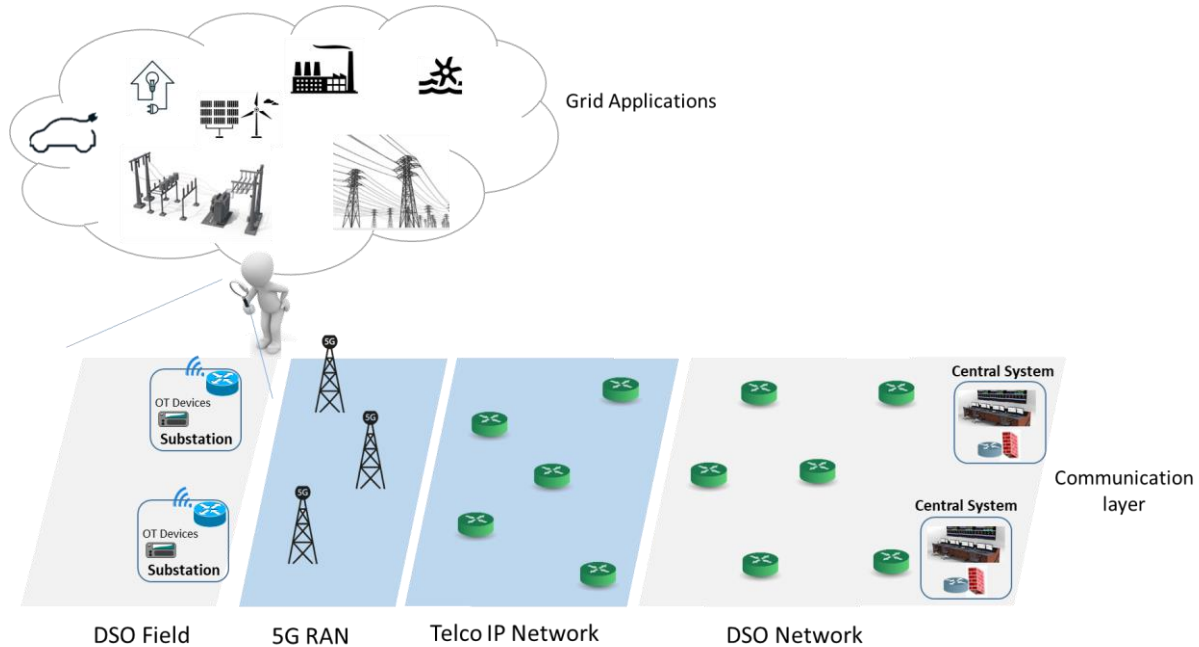 Grid Applications
5G
5G
5G
OT Devices
Substation
OT Devices
Substation
Central System
Central System
Communication
layer
DSO Field
5G RAN
Telco IP Network
DSO Network